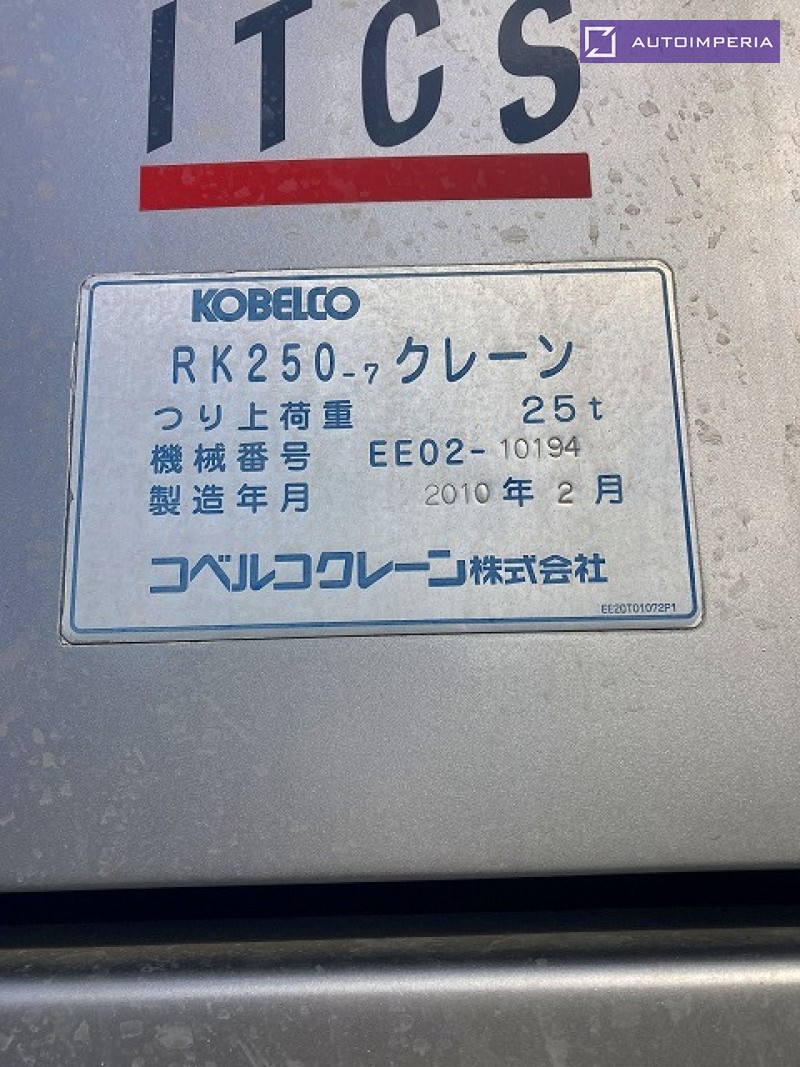 AUTOIMPERIA
ITCS
KOBELCO
RK250-7 クレーン
つり上荷重 25t
機械番号 EE02-10194
製造年月 2010年2月
コベルコクレーン株式会社
EE20T01072P1